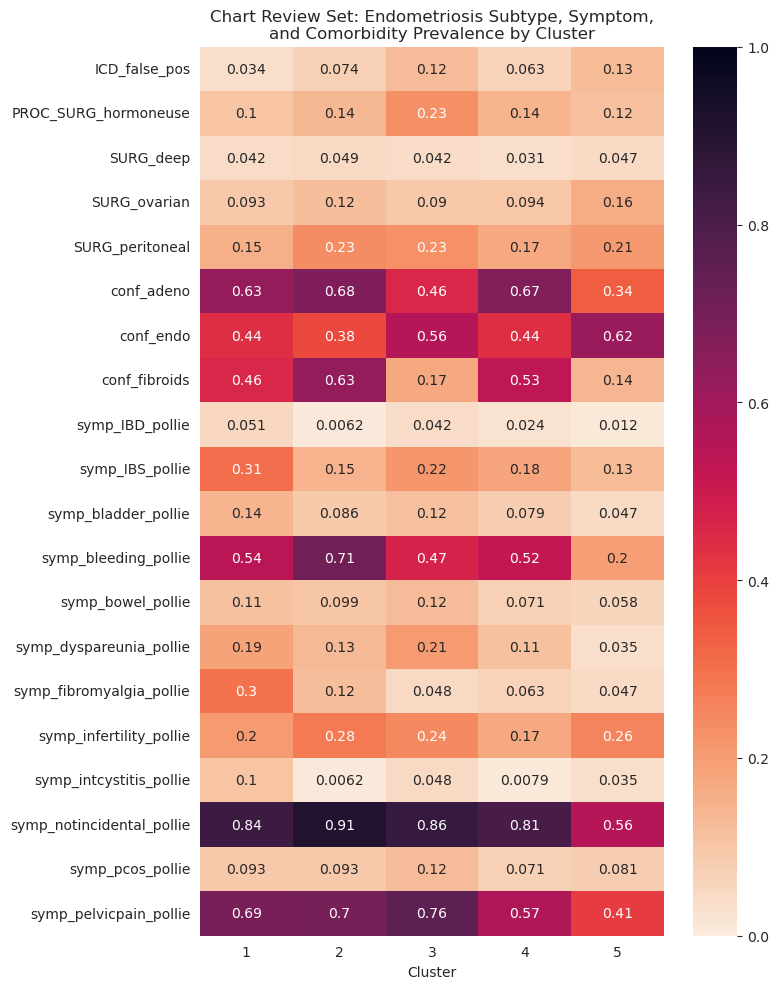 Chart Review Set: Endometriosis Subtype, Symptom,
and Comorbidity Prevalence by Cluster
ICD_false_pos 0.034 0.074 0.12 0.063 0.13
PROC_SURG_hormoneuse 0.1 0.14 0.23 0.14 0.12
SURG_deep 0.042 0.049 0.042 0.031 0.047
SURG_ovarian 0.093 0.12 0.09 0.094 0.16
SURG_peritoneal 0.15 0.23 0.23 0.17 0.21
conf_adeno 0.63 0.68 0.46 0.67 0.34
conf_endo 0.44 0.38 0.56 0.44 0.62
conf_fibroids 0.46 0.63 0.17 0.53 0.14
symp_IBD_pollie 0.051 0.0062 0.042 0.024 0.012
symp_IBS_pollie 0.31 0.15 0.22 0.18 0.13
symp_bladder_pollie 0.14 0.086 0.12 0.079 0.047
symp_bleeding_pollie 0.54 0.71 0.47 0.52 0.2
symp_bowel_pollie 0.11 0.099 0.12 0.071 0.058
symp_dyspareunia_pollie 0.19 0.13 0.21 0.11 0.035
symp_fibromyalgia_pollie 0.3 0.12 0.048 0.063 0.047
symp_infertility_pollie 0.2 0.28 0.24 0.17 0.26
symp_intcystitis_pollie 0.1 0.0062 0.048 0.0079 0.035
symp_notincidental_pollie 0.84 0.91 0.86 0.81 0.56
symp_pcos_pollie 0.093 0.093 0.12 0.071 0.081
symp_pelvicpain_pollie 0.69 0.7 0.76 0.57 0.41
1 2 3 4 5
Cluster
1.0
0.8
0.6
0.4
0.2
0.0